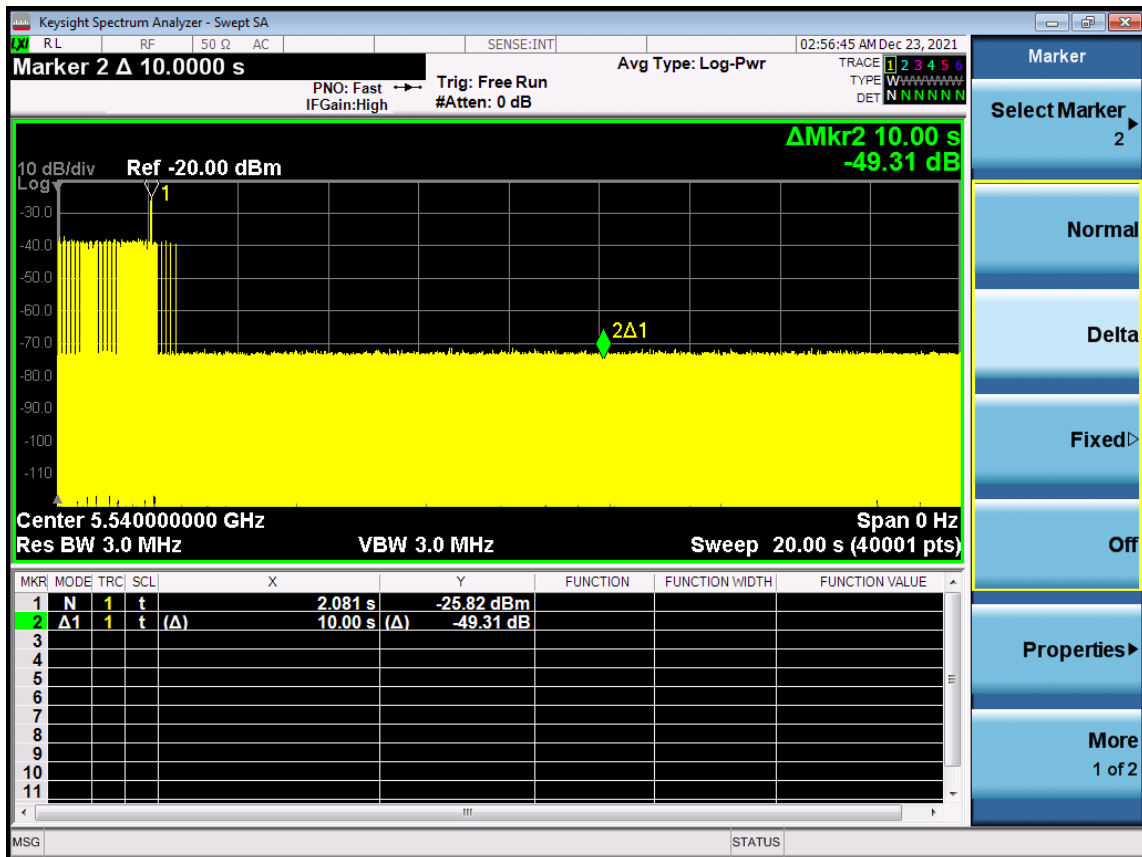 Keysight Spectrum Analyzer - Swept SA
LXI RL RF 50 Ω AC SENSE:INT 02:56:45 AM Dec 23, 2021
Marker 2 Δ 10.0000 s
PNO: Fast
IFGain:High
Trig: Free Run
#Atten: 0 dB
Avg Type: Log-Pwr
TRACE 1 2 3 4 5 6
TYPE WWWWWW
DET N N N N N N
ΔMkr2 10.00 s
-49.31 dB
10 dB/div Ref -20.00 dBm
Log
1
-30.0
-40.0
-50.0
-60.0
2Δ1
-70.0
-80.0
-90.0
-100
-110
Center 5.540000000 GHz Span 0 Hz
Res BW 3.0 MHz VBW 3.0 MHz Sweep 20.00 s (40001 pts)
MKR MODE TRC SCL X Y FUNCTION FUNCTION WIDTH FUNCTION VALUE
1 N 1 t 2.081 s -25.82 dBm
2 Δ1 1 t (Δ) 10.00 s (Δ) -49.31 dB
3
4
5
6
7
8
9
10
11
MSG STATUS
Marker
Select Marker
2
Normal
Delta
Fixed
Off
Properties
More
1 of 2